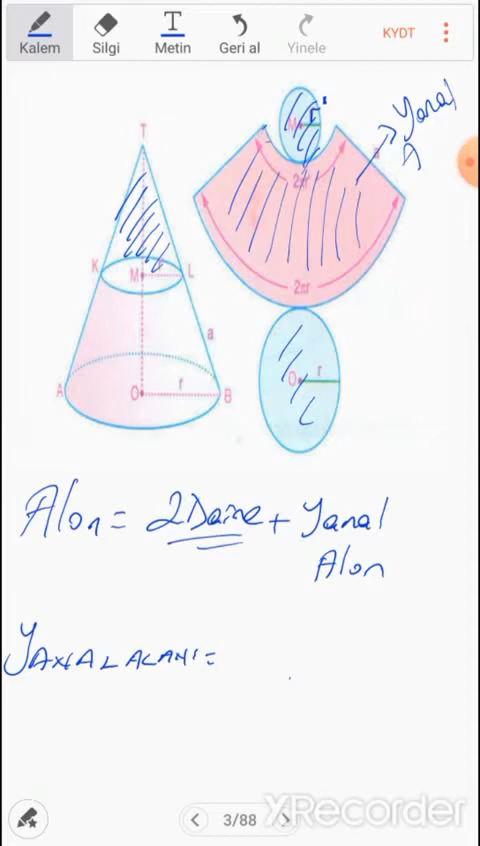 Kalem
Silgi
T
Metin
Geri al
Yinele
KYDT
T
K
M
L
a
A
O
r
B
M
r'
2πr'
a
2πr
O
r
Yanal
A
Alan = 2 Daire + Yanal
Alan
YANAL ALANI =
3/88
XRecorder